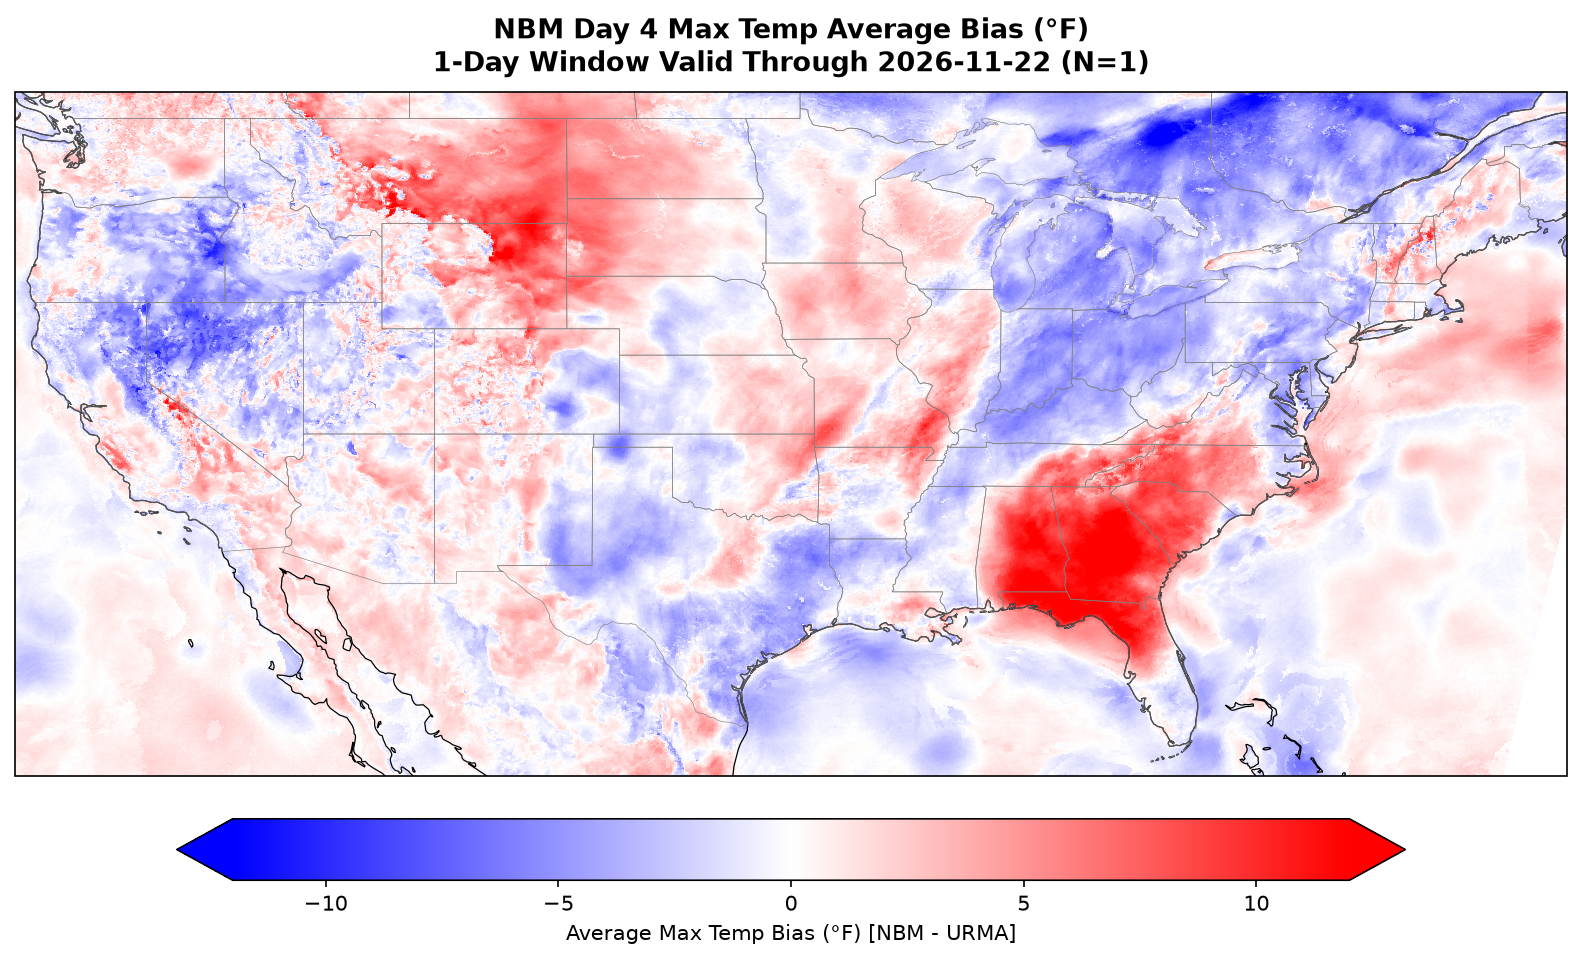 NBM Day 4 Max Temp Average Bias (°F)
1-Day Window Valid Through 2026-11-22 (N=1)
−10 −5 0 5 10
Average Max Temp Bias (°F) [NBM - URMA]